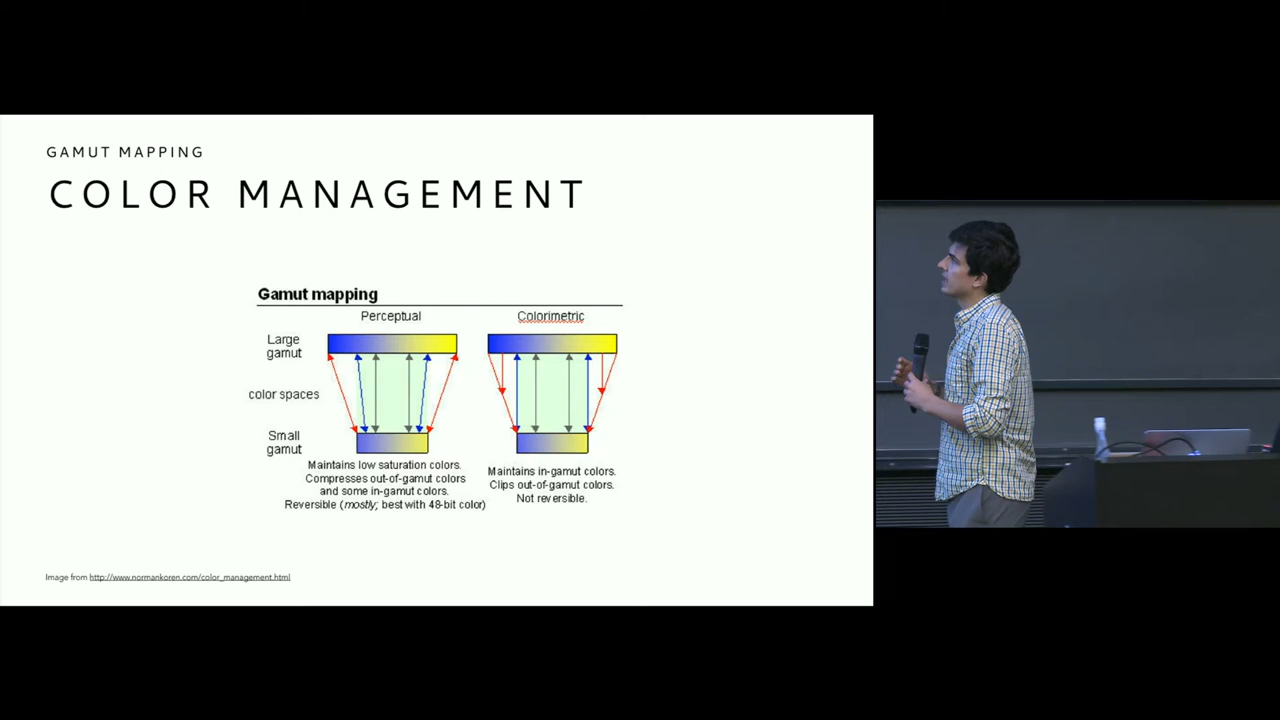 GAMUT MAPPING
COLOR MANAGEMENT
Gamut mapping
Perceptual
Colorimetric
Large
gamut
color spaces
Small
gamut
Maintains low saturation colors.
Compresses out-of-gamut colors
and some in-gamut colors.
Reversible (mostly; best with 48-bit color)
Maintains in-gamut colors.
Clips out-of-gamut colors.
Not reversible.
Image from http://www.normankoren.com/color_management.html